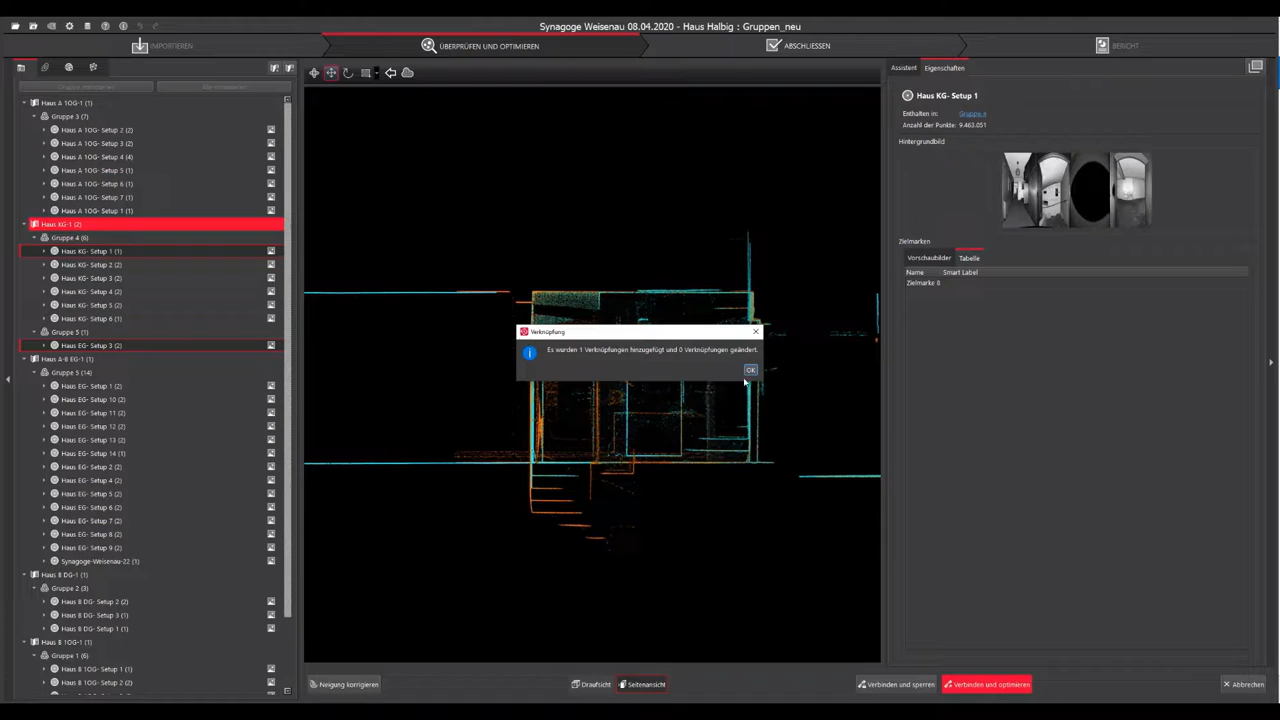 Synagoge Weisenau 08.04.2020 - Haus Halbig : Gruppen_neu
IMPORTIEREN
ÜBERPRÜFEN UND OPTIMIEREN
ABSCHLIESSEN
BERICHT
Haus A 1OG-1 (1)
Gruppe 3 (7)
Haus A 1OG- Setup 2 (2)
Haus A 1OG- Setup 3 (2)
Haus A 1OG- Setup 4 (4)
Haus A 1OG- Setup 5 (1)
Haus A 1OG- Setup 6 (1)
Haus A 1OG- Setup 7 (1)
Haus A 1OG- Setup 1 (1)
Haus KG-1 (2)
Gruppe 4 (6)
Haus KG- Setup 1 (1)
Haus KG- Setup 2 (2)
Haus KG- Setup 3 (2)
Haus KG- Setup 4 (2)
Haus KG- Setup 5 (2)
Haus KG- Setup 6 (1)
Gruppe 5 (1)
Haus EG- Setup 3 (2)
Haus A-B EG-1 (1)
Gruppe 5 (14)
Haus EG- Setup 1 (2)
Haus EG- Setup 10 (2)
Haus EG- Setup 11 (2)
Haus EG- Setup 12 (2)
Haus EG- Setup 13 (2)
Haus EG- Setup 14 (1)
Haus EG- Setup 2 (2)
Haus EG- Setup 4 (2)
Haus EG- Setup 5 (2)
Haus EG- Setup 6 (2)
Haus EG- Setup 7 (2)
Haus EG- Setup 8 (2)
Haus EG- Setup 9 (2)
Synagoge-Weisenau-22 (1)
Haus B DG-1 (1)
Gruppe 2 (3)
Haus B DG- Setup 2 (2)
Haus B DG- Setup 3 (1)
Haus B DG- Setup 1 (1)
Haus B 1OG-1 (1)
Gruppe 1 (6)
Haus B 1OG- Setup 1 (1)
Haus B 1OG- Setup 2 (2)
Verknüpfung
Es wurden 1 Verknüpfungen hinzugefügt und 0 Verknüpfungen geändert.
OK
Assistent
Eigenschaften
Haus KG- Setup 1
Enthalten in: Gruppe 4
Anzahl der Punkte: 9.463.051
Hintergrundbild
Zielmarken
Vorschaubilder
Tabelle
Name Smart Label
Zielmarke 8
Neigung korrigieren
Draufsicht
Seitenansicht
Verbinden und sperren
Verbinden und optimieren
Abbrechen